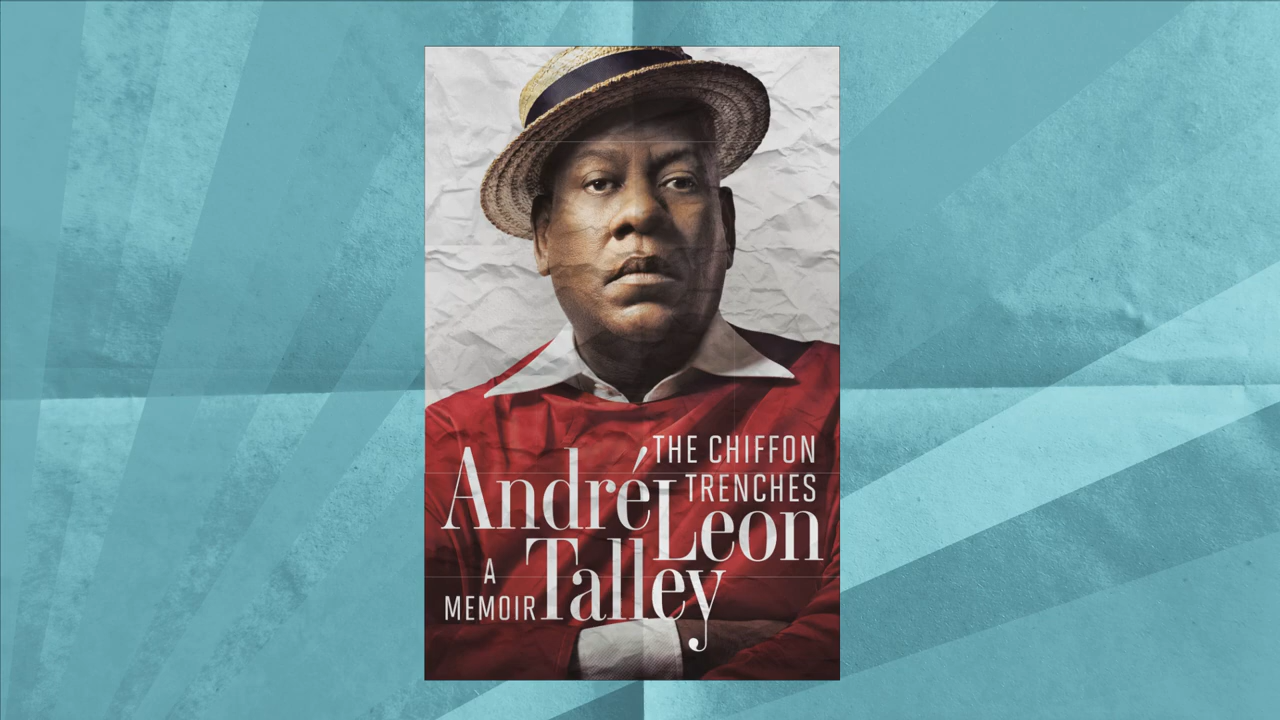 THE CHIFFON
TRENCHES
André
Leon
A
MEMOIR
Talley